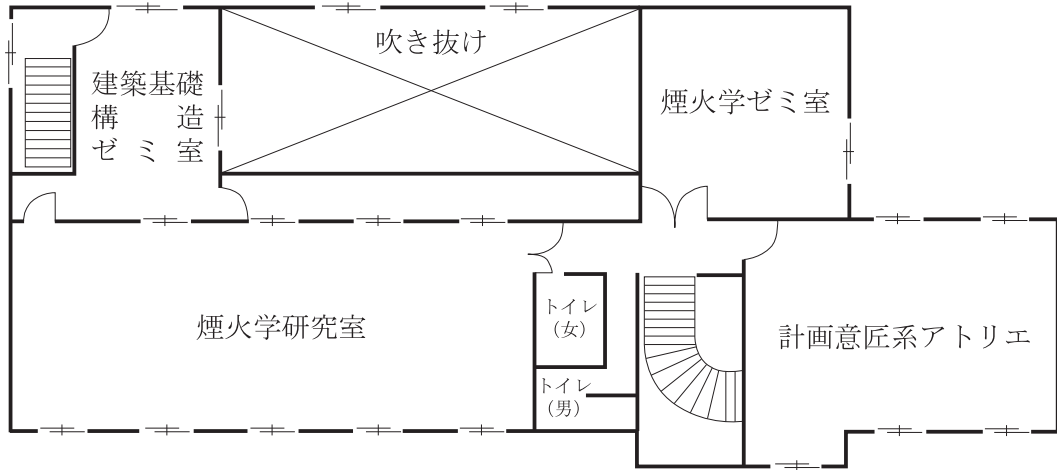 吹き抜け
建築基礎
構造
ゼミ室
煙火学ゼミ室
煙火学研究室
トイレ
(女)
トイレ
(男)
計画意匠系アトリエ